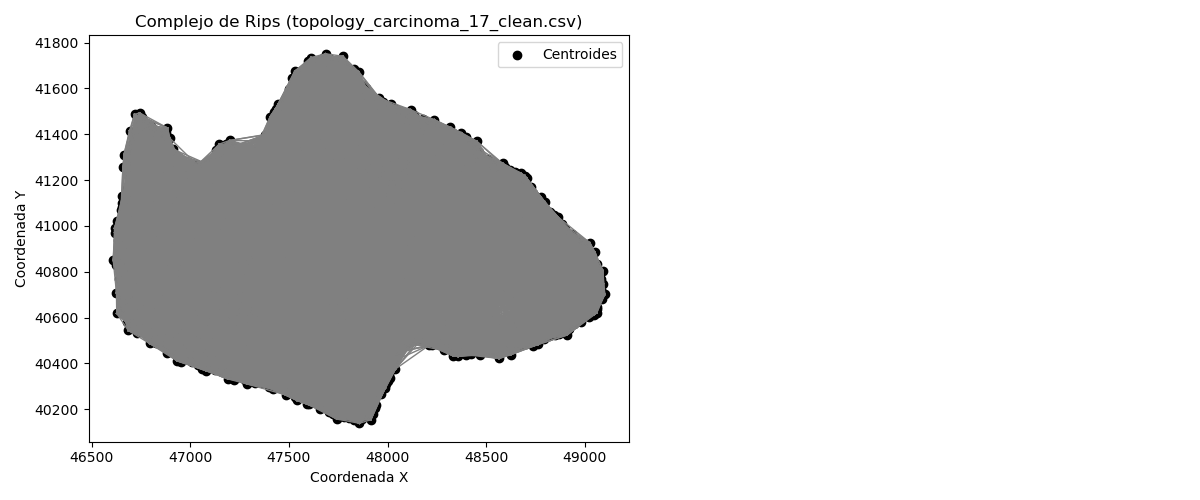 Complejo de Rips (topology_carcinoma_17_clean.csv)
Centroides
41800
41600
41400
41200
41000
40800
40600
40400
40200
Coordenada Y
46500 47000 47500 48000 48500 49000
Coordenada X